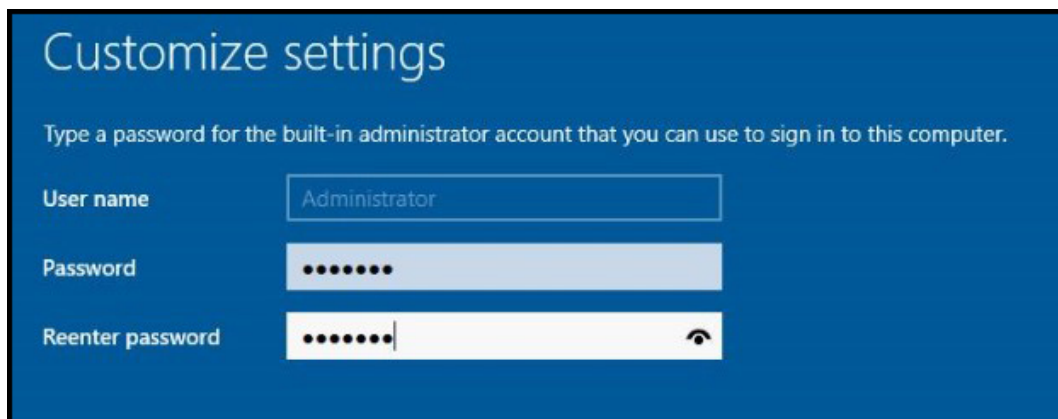 Customize settings
Type a password for the built-in administrator account that you can use to sign in to this computer.
User name
Administrator
Password
•••••••
Reenter password
•••••••